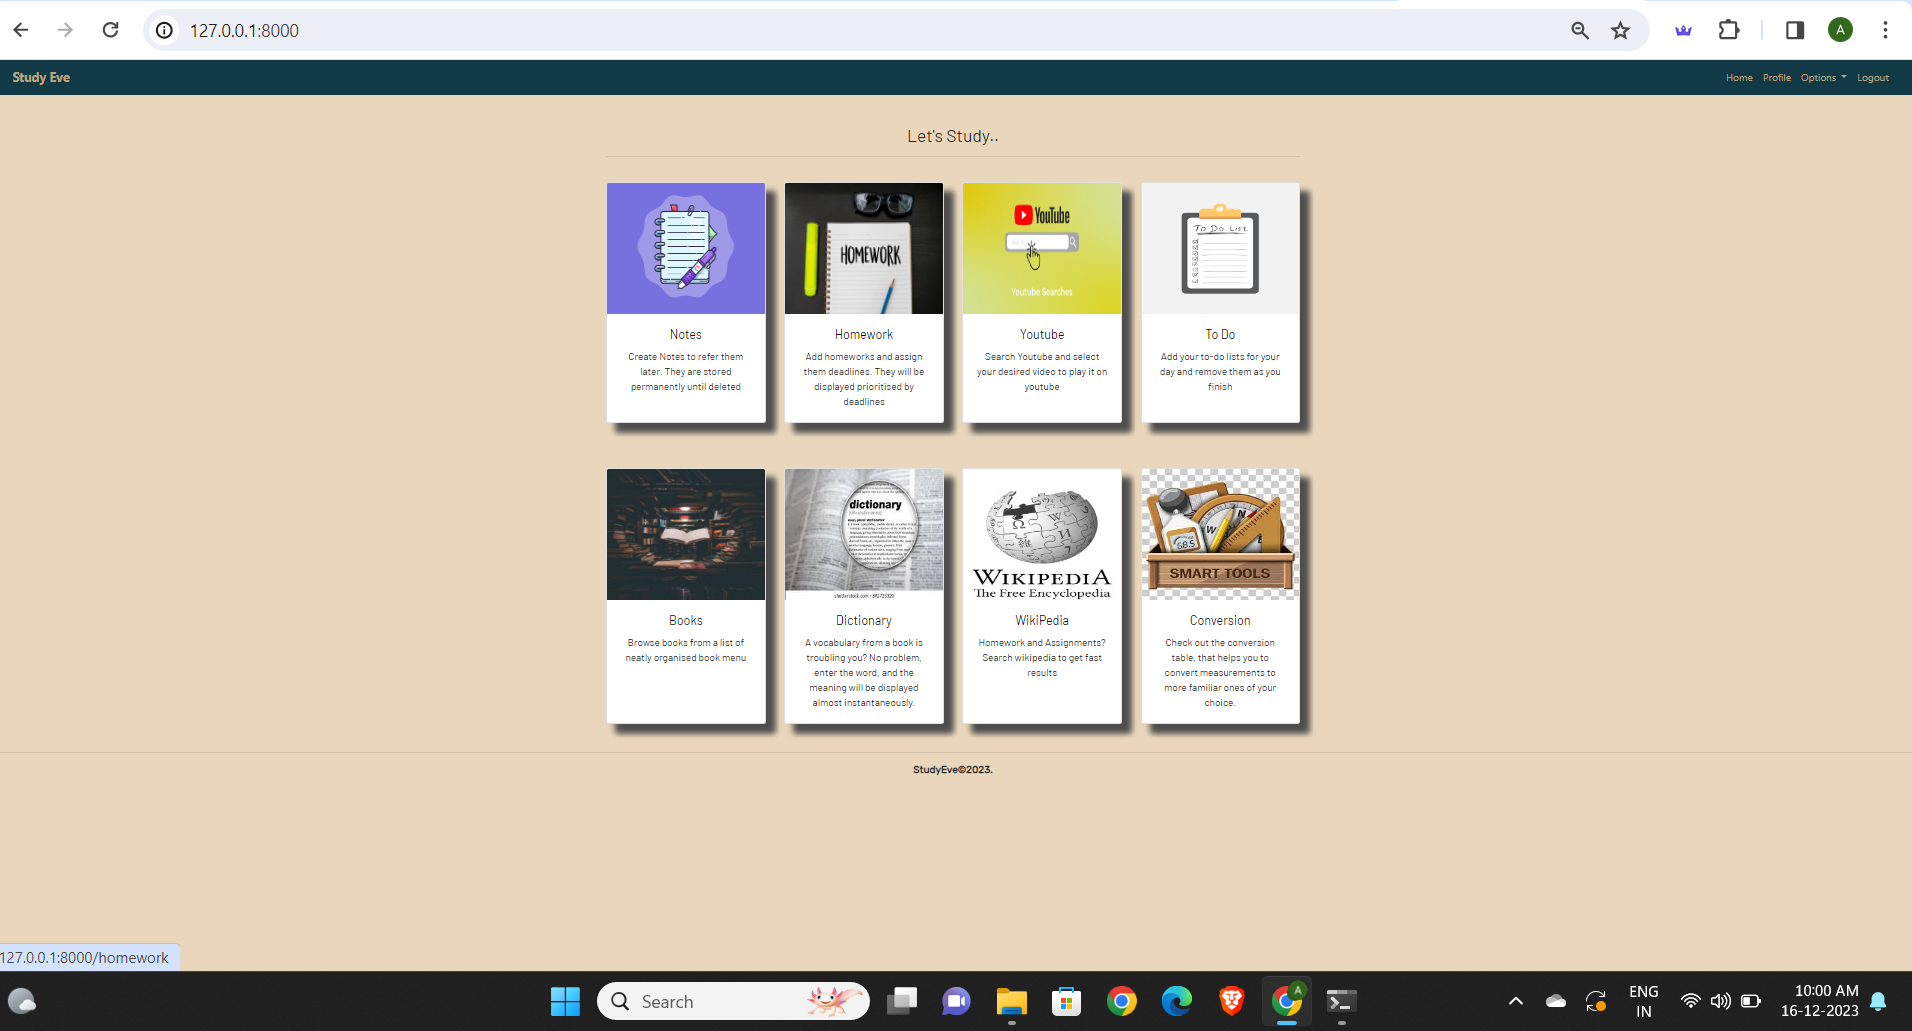 127.0.0.1:8000
A
Study Eve
Home Profile Options Logout
Let's Study..
HOMEWORK
YouTube
Youtube Searches
To Do List
Notes
Create Notes to refer them
later. They are stored
permanently until deleted
Homework
Add homeworks and assign
them deadlines. They will be
displayed prioritised by
deadlines
Youtube
Search Youtube and select
your desired video to play it on
youtube
To Do
Add your to-do lists for your
day and remove them as you
finish
dictionary
shutterstock.com
Ω
W
И
WIKIPEDIA
The Free Encyclopedia
W
N
E
68.5
SMART TOOLS
Books
Browse books from a list of
neatly organised book menu
Dictionary
A vocabulary from a book is
troubling you? No problem,
enter the word, and the
meaning will be displayed
almost instantaneously.
WikiPedia
Homework and Assignments?
Search wikipedia to get fast
results
Conversion
Check out the conversion
table, that helps you to
convert measurements to
more familiar ones of your
choice.
StudyEve©2023.
127.0.0.1:8000/homework
Search
A
ENG
IN
10:00 AM
16-12-2023